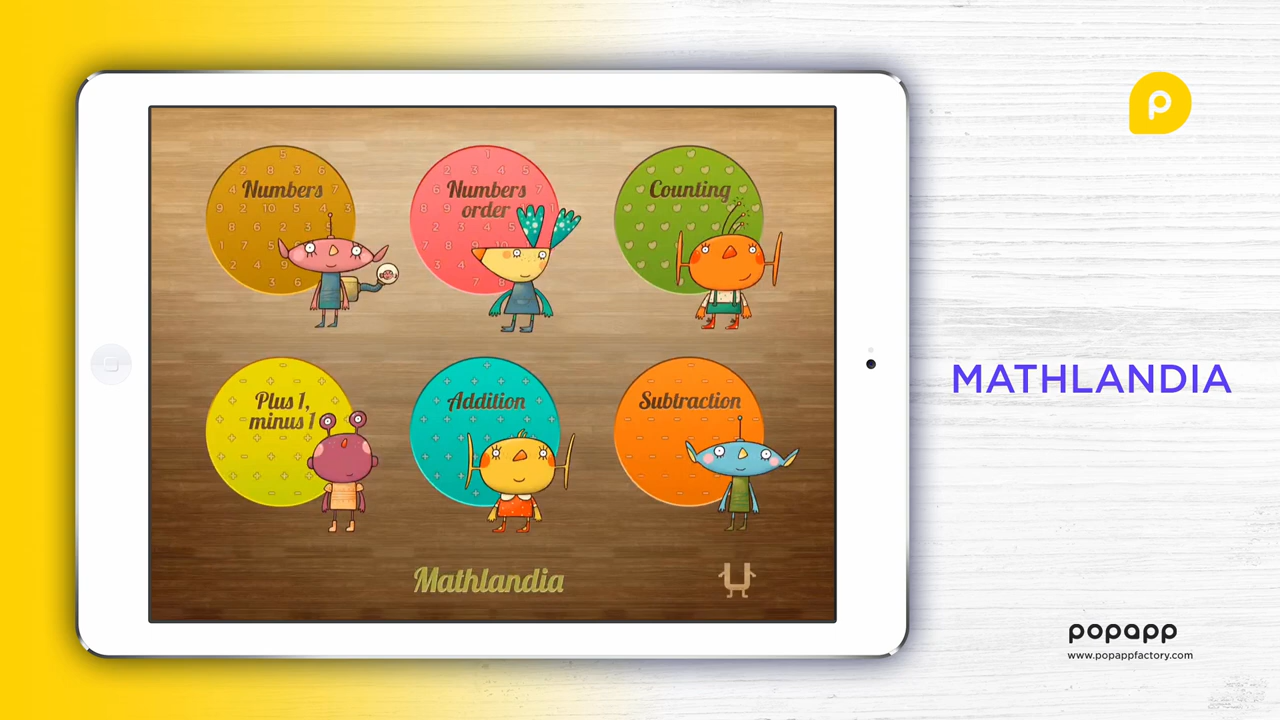 Numbers
Numbers
order
Counting
Plus 1,
minus 1
Addition
Subtraction
Mathlandia
MATHLANDIA
popapp
www.popappfactory.com